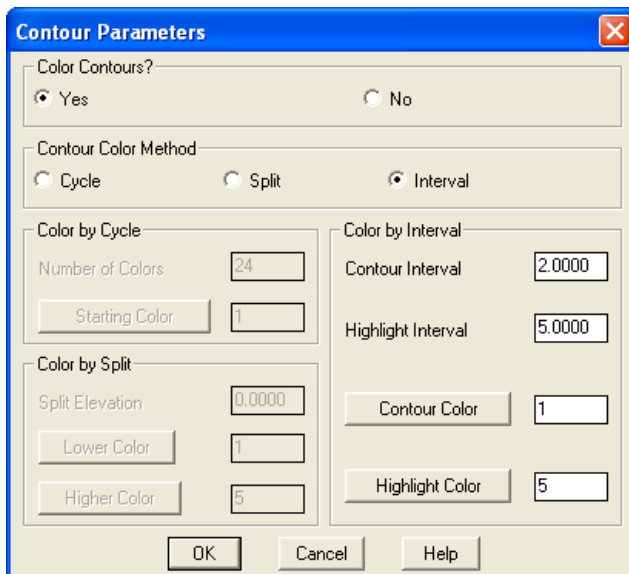 Contour Parameters
Color Contours?
Yes No
Contour Color Method
Cycle Split Interval
Color by Cycle
Number of Colors 24
Starting Color 1
Color by Split
Split Elevation 0.0000
Lower Color 1
Higher Color 5
Color by Interval
Contour Interval 2.0000
Highlight Interval 5.0000
Contour Color 1
Highlight Color 5
OK Cancel Help